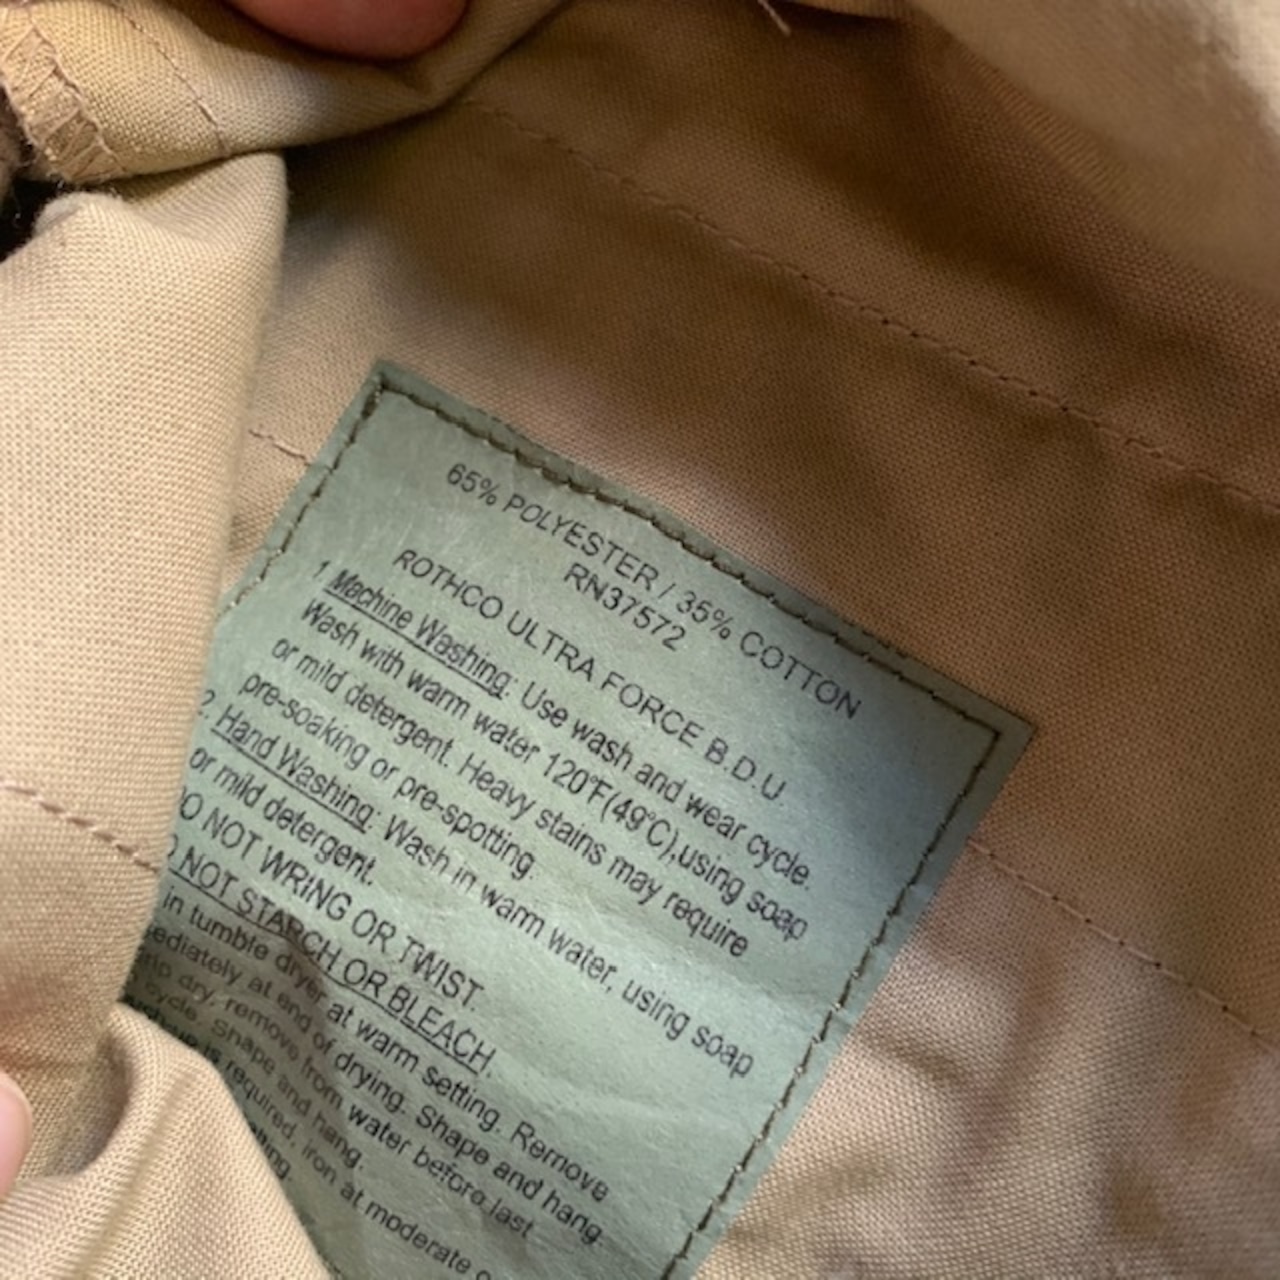 65% POLYESTER / 35% COTTON
RN37572
ROTHCO ULTRA FORCE B.D.U.
1. Machine Washing: Use wash and wear cycle.
Wash with warm water 120°F(49°C),using soap
or mild detergent. Heavy stains may require
pre-soaking or pre-spotting.
2. Hand Washing: Wash in warm water, using soap
or mild detergent.
DO NOT WRING OR TWIST.
NOT STARCH OR BLEACH.
in tumble dryer at warm setting. Remove
ediately at end of drying. Shape and hang
dry, remove from water before last
cycle. Shape and hang.
is required, iron at moderate